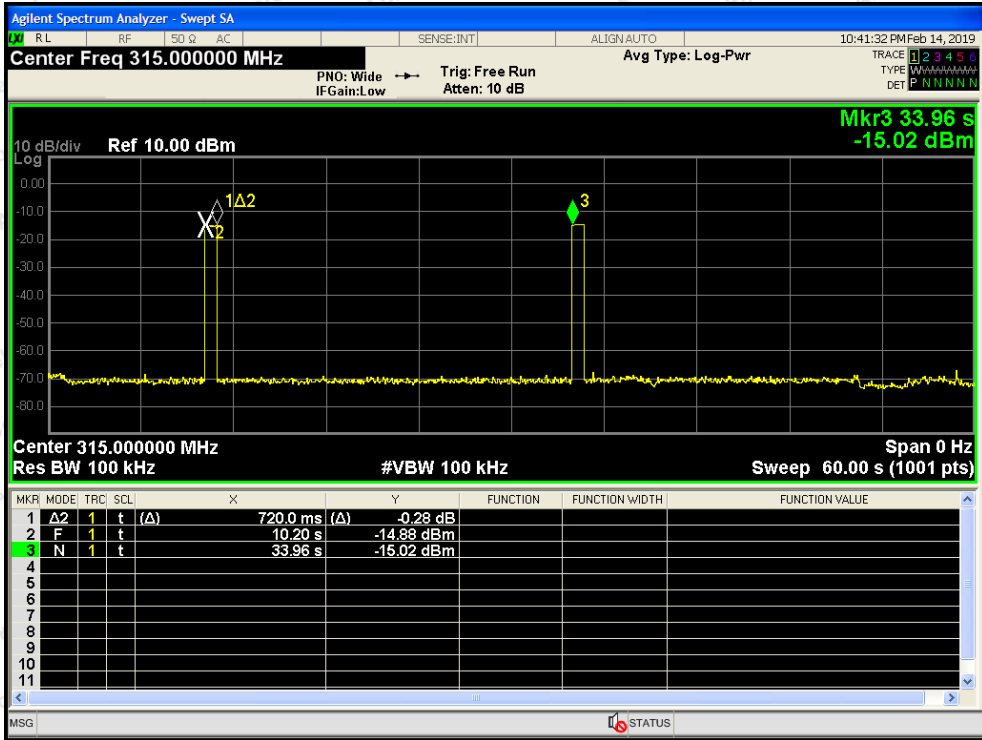 Agilent Spectrum Analyzer - Swept SA
LXI RL RF 50 Ω AC SENSE:INT ALIGN AUTO 10:41:32 PM Feb 14, 2019
Center Freq 315.000000 MHz
PNO: Wide
IFGain:Low
Trig: Free Run
Atten: 10 dB
Avg Type: Log-Pwr
TRACE 1 2 3 4 5 6
TYPE WWWWWW
DET P N N N N N
Mkr3 33.96 s
-15.02 dBm
10 dB/div Ref 10.00 dBm
Log
0.00
-10.0
-20.0
-30.0
-40.0
-50.0
-60.0
-70.0
-80.0
1Δ2
2
3
Center 315.000000 MHz Span 0 Hz
Res BW 100 kHz #VBW 100 kHz Sweep 60.00 s (1001 pts)
MKR MODE TRC SCL X Y FUNCTION FUNCTION WIDTH FUNCTION VALUE
1 Δ2 1 t (Δ) 720.0 ms (Δ) -0.28 dB
2 F 1 t 10.20 s -14.88 dBm
3 N 1 t 33.96 s -15.02 dBm
4
5
6
7
8
9
10
11
MSG STATUS